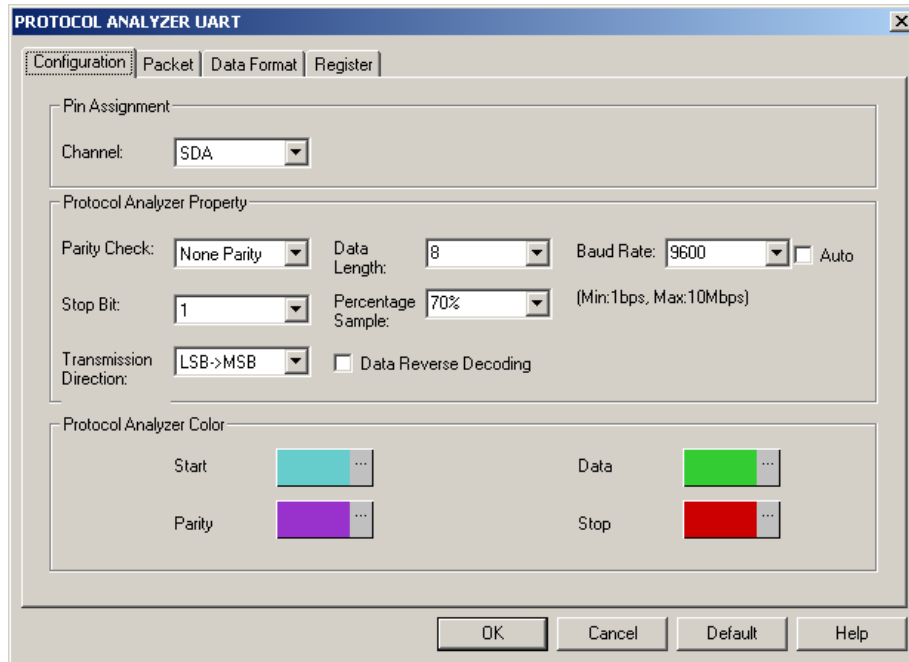 PROTOCOL ANALYZER UART
Configuration Packet Data Format Register
Pin Assignment
Channel: SDA
Protocol Analyzer Property
Parity Check: None Parity Data Length: 8 Baud Rate: 9600 Auto
Stop Bit: 1 Percentage Sample: 70% (Min:1bps, Max:10Mbps)
Transmission Direction: LSB->MSB Data Reverse Decoding
Protocol Analyzer Color
Start ... Data ...
Parity ... Stop ...
OK Cancel Default Help